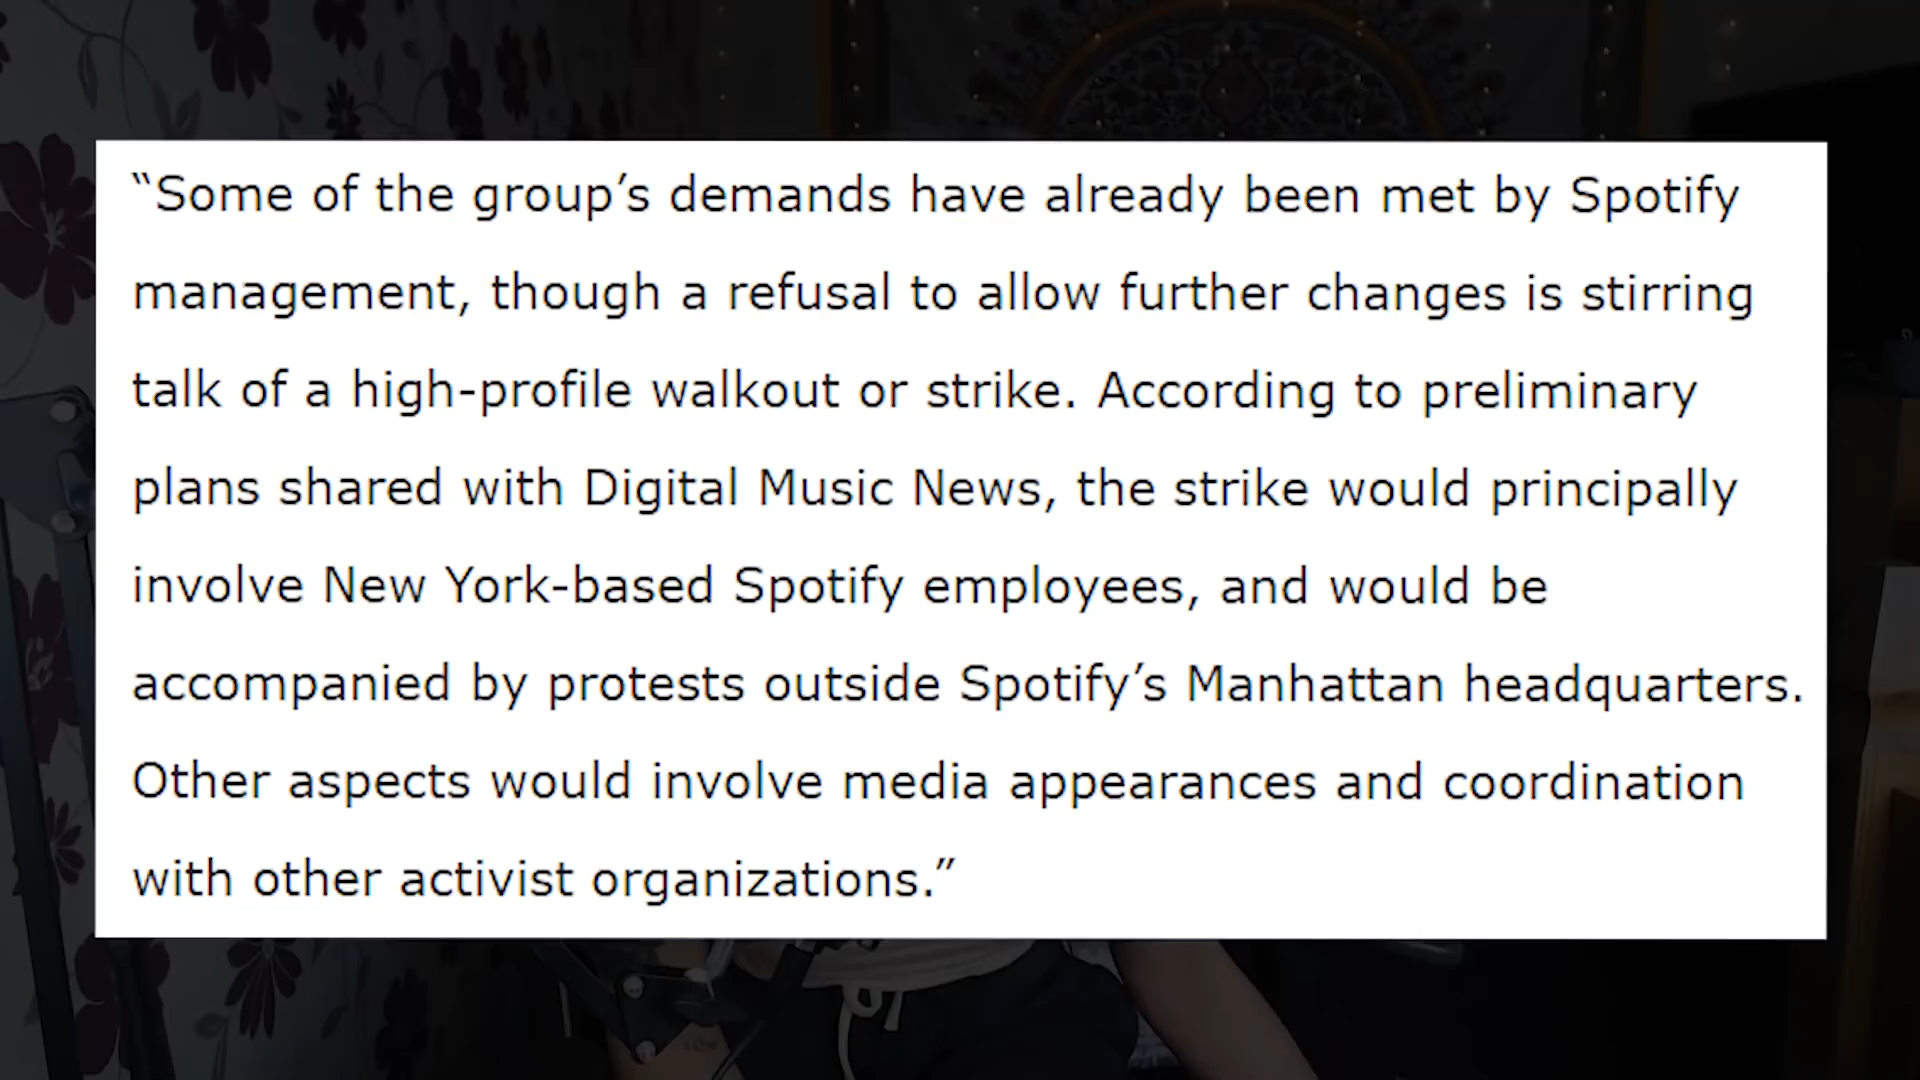 “Some of the group’s demands have already been met by Spotify
management, though a refusal to allow further changes is stirring
talk of a high-profile walkout or strike. According to preliminary
plans shared with Digital Music News, the strike would principally
involve New York-based Spotify employees, and would be
accompanied by protests outside Spotify’s Manhattan headquarters.
Other aspects would involve media appearances and coordination
with other activist organizations.”